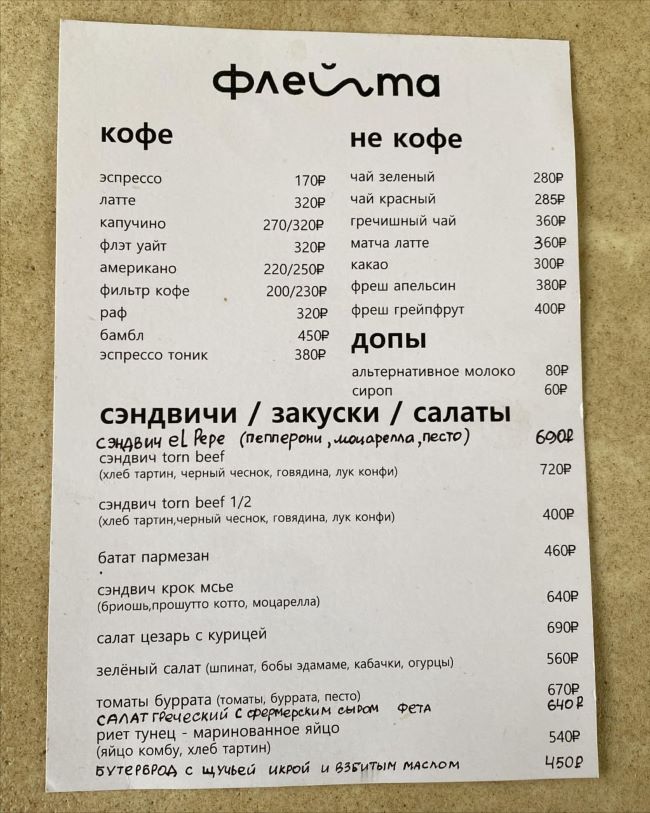 флейта
кофе
эспрессо 170₽
латте 320₽
капучино 270/320₽
флэт уайт 320₽
американо 220/250₽
фильтр кофе 200/230₽
раф 320₽
бамбл 450₽
эспрессо тоник 380₽
не кофе
чай зеленый 280₽
чай красный 285₽
гречишный чай 360₽
матча латте 360₽
какао 300₽
фреш апельсин 380₽
фреш грейпфрут 400₽
допы
альтернативное молоко 80₽
сироп 60₽
сэндвичи / закуски / салаты
сэндвич el Pepe (пепперони, моцарелла, песто) 690₽
сэндвич torn beef
(хлеб тартин, черный чеснок, говядина, лук конфи) 720₽
сэндвич torn beef 1/2
(хлеб тартин,черный чеснок, говядина, лук конфи) 400₽
батат пармезан 460₽
сэндвич крок мсье
(бриошь,прошутто котто, моцарелла) 640₽
салат цезарь с курицей 690₽
зелёный салат (шпинат, бобы эдамаме, кабачки, огурцы) 560₽
томаты буррата (томаты, буррата, песто) 670₽
САЛАТ ГРЕЧЕСКИЙ С фЕРМЕРСКИМ СЫРОМ ФЕТА 640₽
риет тунец - маринованное яйцо
(яйцо комбу, хлеб тартин) 540₽
БУТЕРБРОД С ЩУЧЬЕЙ ИКРОЙ И ВЗБИТЫМ МАСЛОМ 450₽